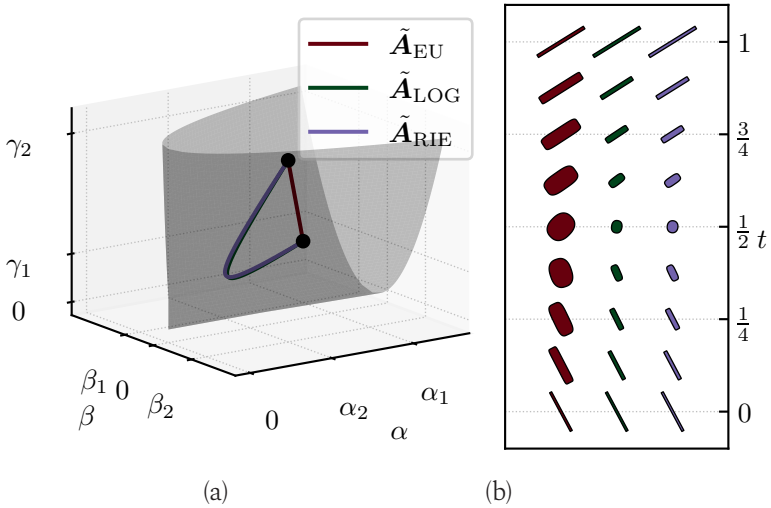 Ã_EU
Ã_LOG
Ã_RIE
γ₂
γ₁
0
β₁ 0 β₂
β
0 α₂ α₁
α
1
3/4
1/2 t
1/4
0
(a)
(b)